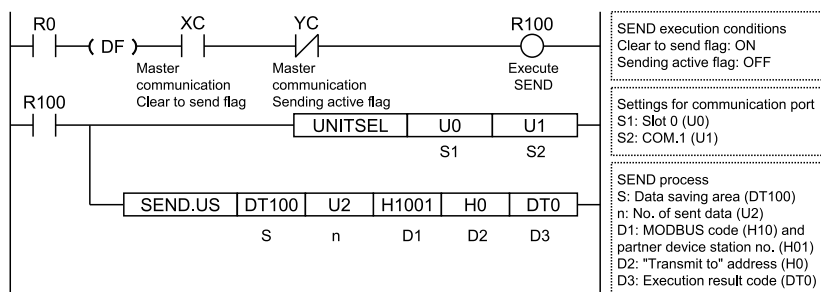 R0
( DF )
XC
YC
R100
Master
communication
Clear to send flag
Master
communication
Sending active flag
Execute
SEND
SEND execution conditions
Clear to send flag: ON
Sending active flag: OFF
R100
UNITSEL U0 U1
S1 S2
Settings for communication port
S1: Slot 0 (U0)
S2: COM.1 (U1)
SEND.US DT100 U2 H1001 H0 DT0
S n D1 D2 D3
SEND process
S: Data saving area (DT100)
n: No. of sent data (U2)
D1: MODBUS code (H10) and
partner device station no. (H01)
D2: "Transmit to" address (H0)
D3: Execution result code (DT0)